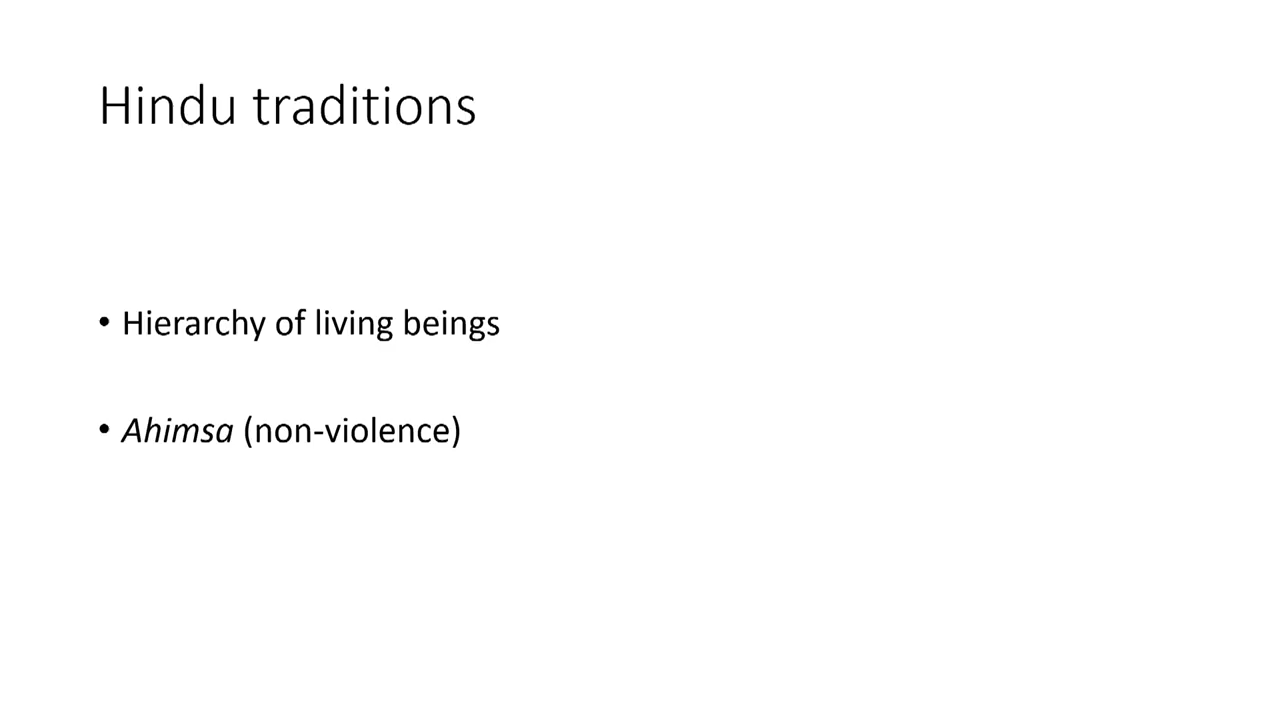 Hindu traditions
• Hierarchy of living beings
• Ahimsa (non-violence)